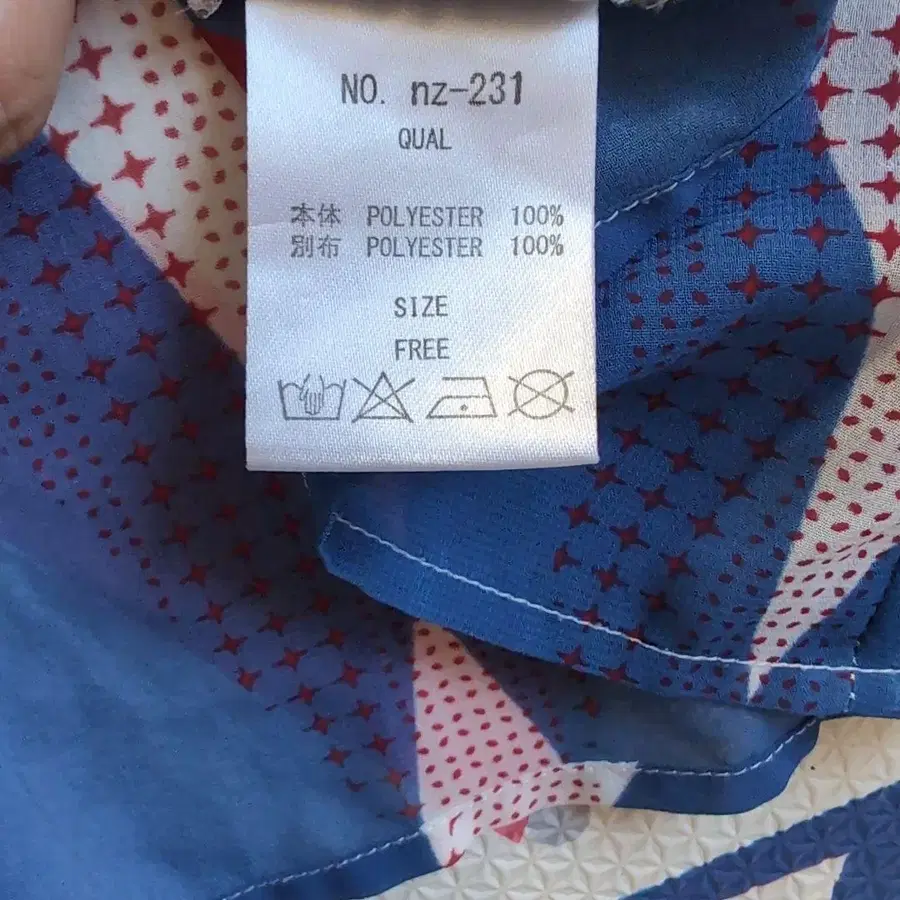 NO. nz-231
QUAL
本体 POLYESTER 100%
別布 POLYESTER 100%
SIZE
FREE